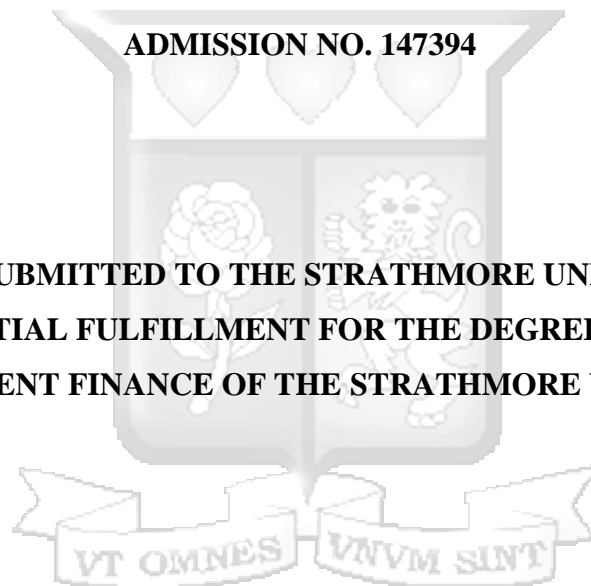 ADMISSION NO. 147394
UBMITTED TO THE STRATHMORE UN
TIAL FULFILLMENT FOR THE DEGREE
ENT FINANCE OF THE STRATHMORE
VT OMNES VNVM SINT